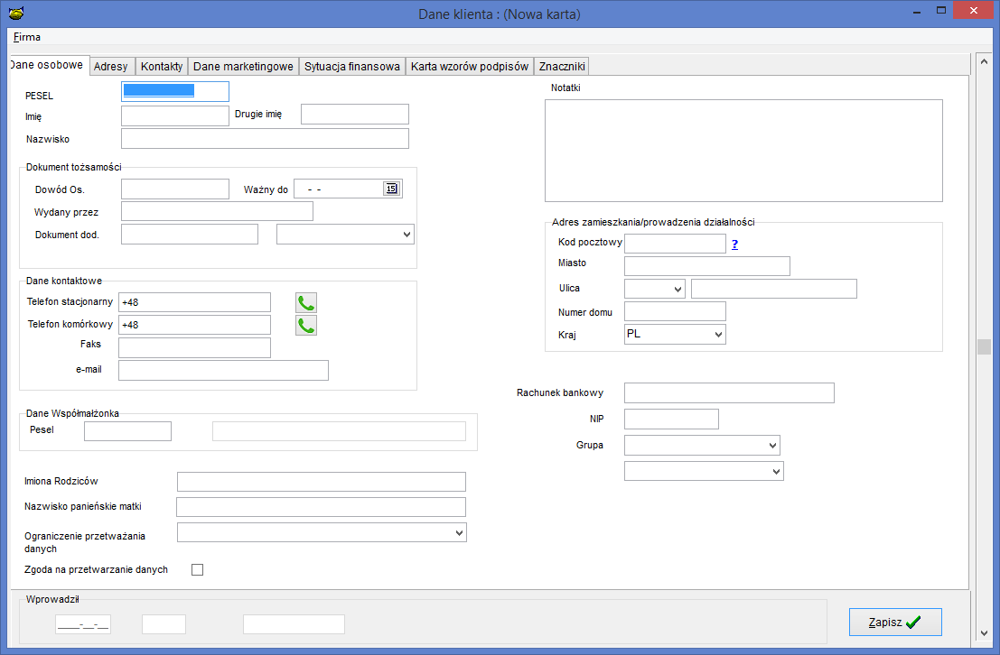 Dane klienta : (Nowa karta)
Firma
Dane osobowe Adresy Kontakty Dane marketingowe Sytuacja finansowa Karta wzorów podpisów Znaczniki
PESEL
Imię Drugie imię
Nazwisko
Dokument tożsamości
Dowód Os. Ważny do - - 15
Wydany przez
Dokument dod.
Dane kontaktowe
Telefon stacjonarny +48
Telefon komórkowy +48
Faks
e-mail
Dane Współmałżonka
Pesel
Imiona Rodziców
Nazwisko panieńskie matki
Ograniczenie przetważania
danych
Zgoda na przetwarzanie danych
Notatki
Adres zamieszkania/prowadzenia działalności
Kod pocztowy ?
Miasto
Ulica
Numer domu
Kraj PL
Rachunek bankowy
NIP
Grupa
Wprowadził
____-__-__
Zapisz